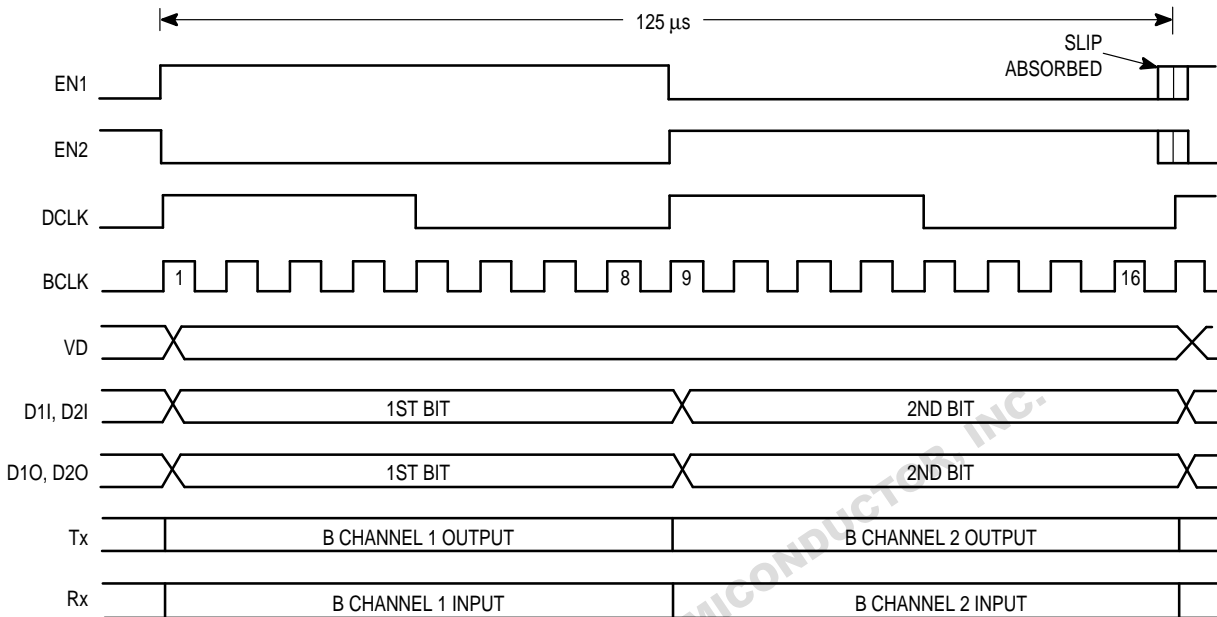 125 μs
SLIP
ABSORBED
EN1
EN2
DCLK
BCLK 1 8 9 16
VD
D1I, D2I 1ST BIT 2ND BIT
D1O, D2O 1ST BIT 2ND BIT
Tx B CHANNEL 1 OUTPUT B CHANNEL 2 OUTPUT
Rx B CHANNEL 1 INPUT B CHANNEL 2 INPUT
MICONDUCTOR, INC.